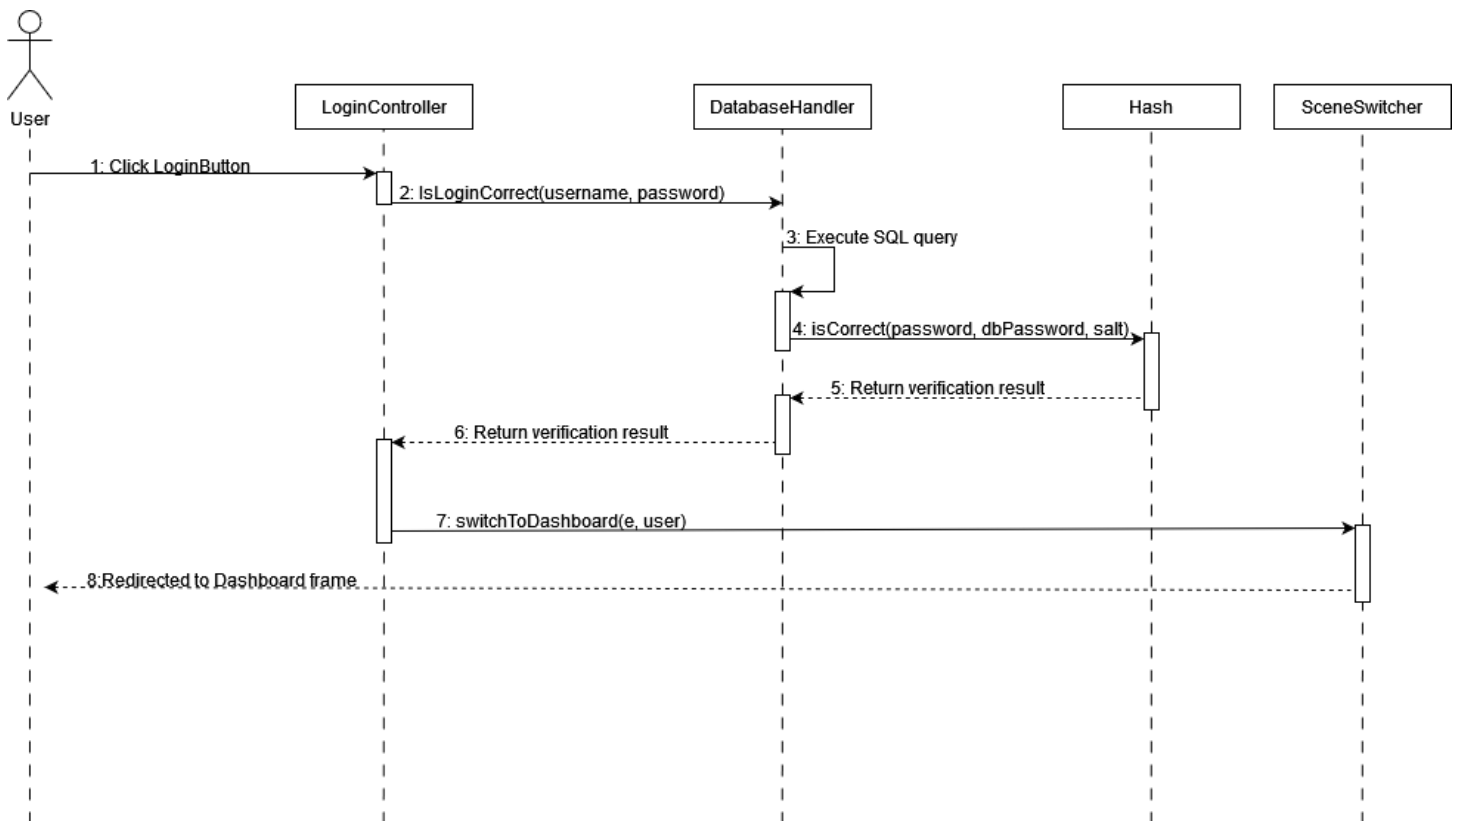 User
LoginController
DatabaseHandler
Hash
SceneSwitcher
1: Click LoginButton
2: IsLoginCorrect(username, password)
3: Execute SQL query
4: isCorrect(password, dbPassword, salt)
5: Return verification result
6: Return verification result
7: switchToDashboard(e, user)
8:Redirected to Dashboard frame